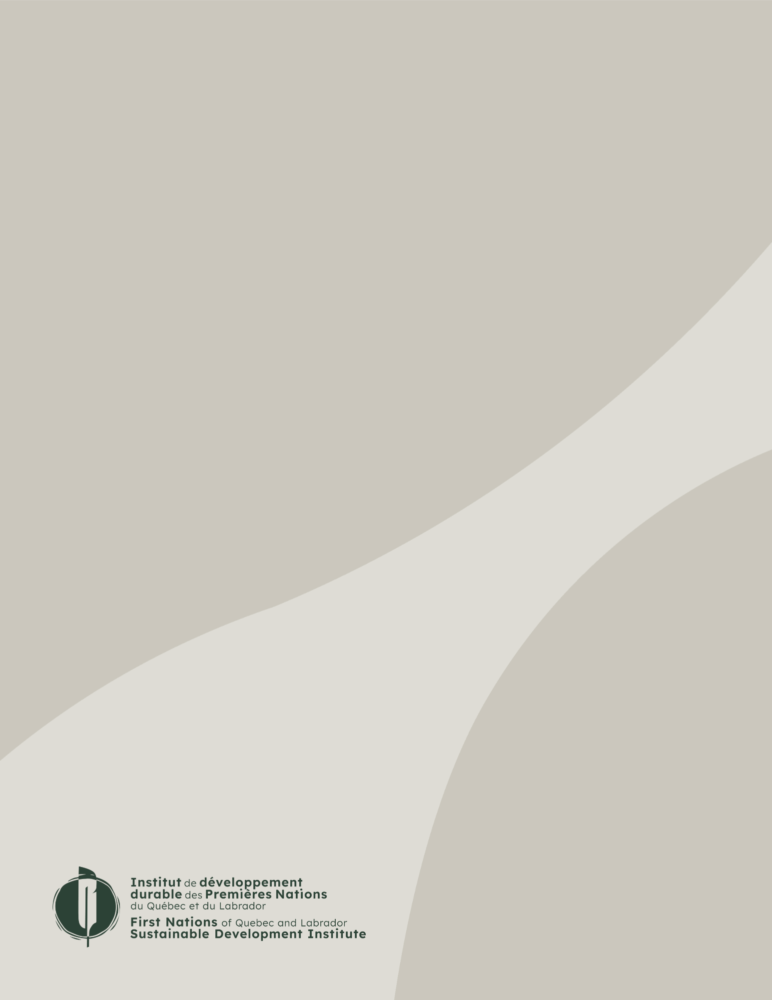 Institut de développement
durable des Premières Nations
du Québec et du Labrador
First Nations of Quebec and Labrador
Sustainable Development Institute